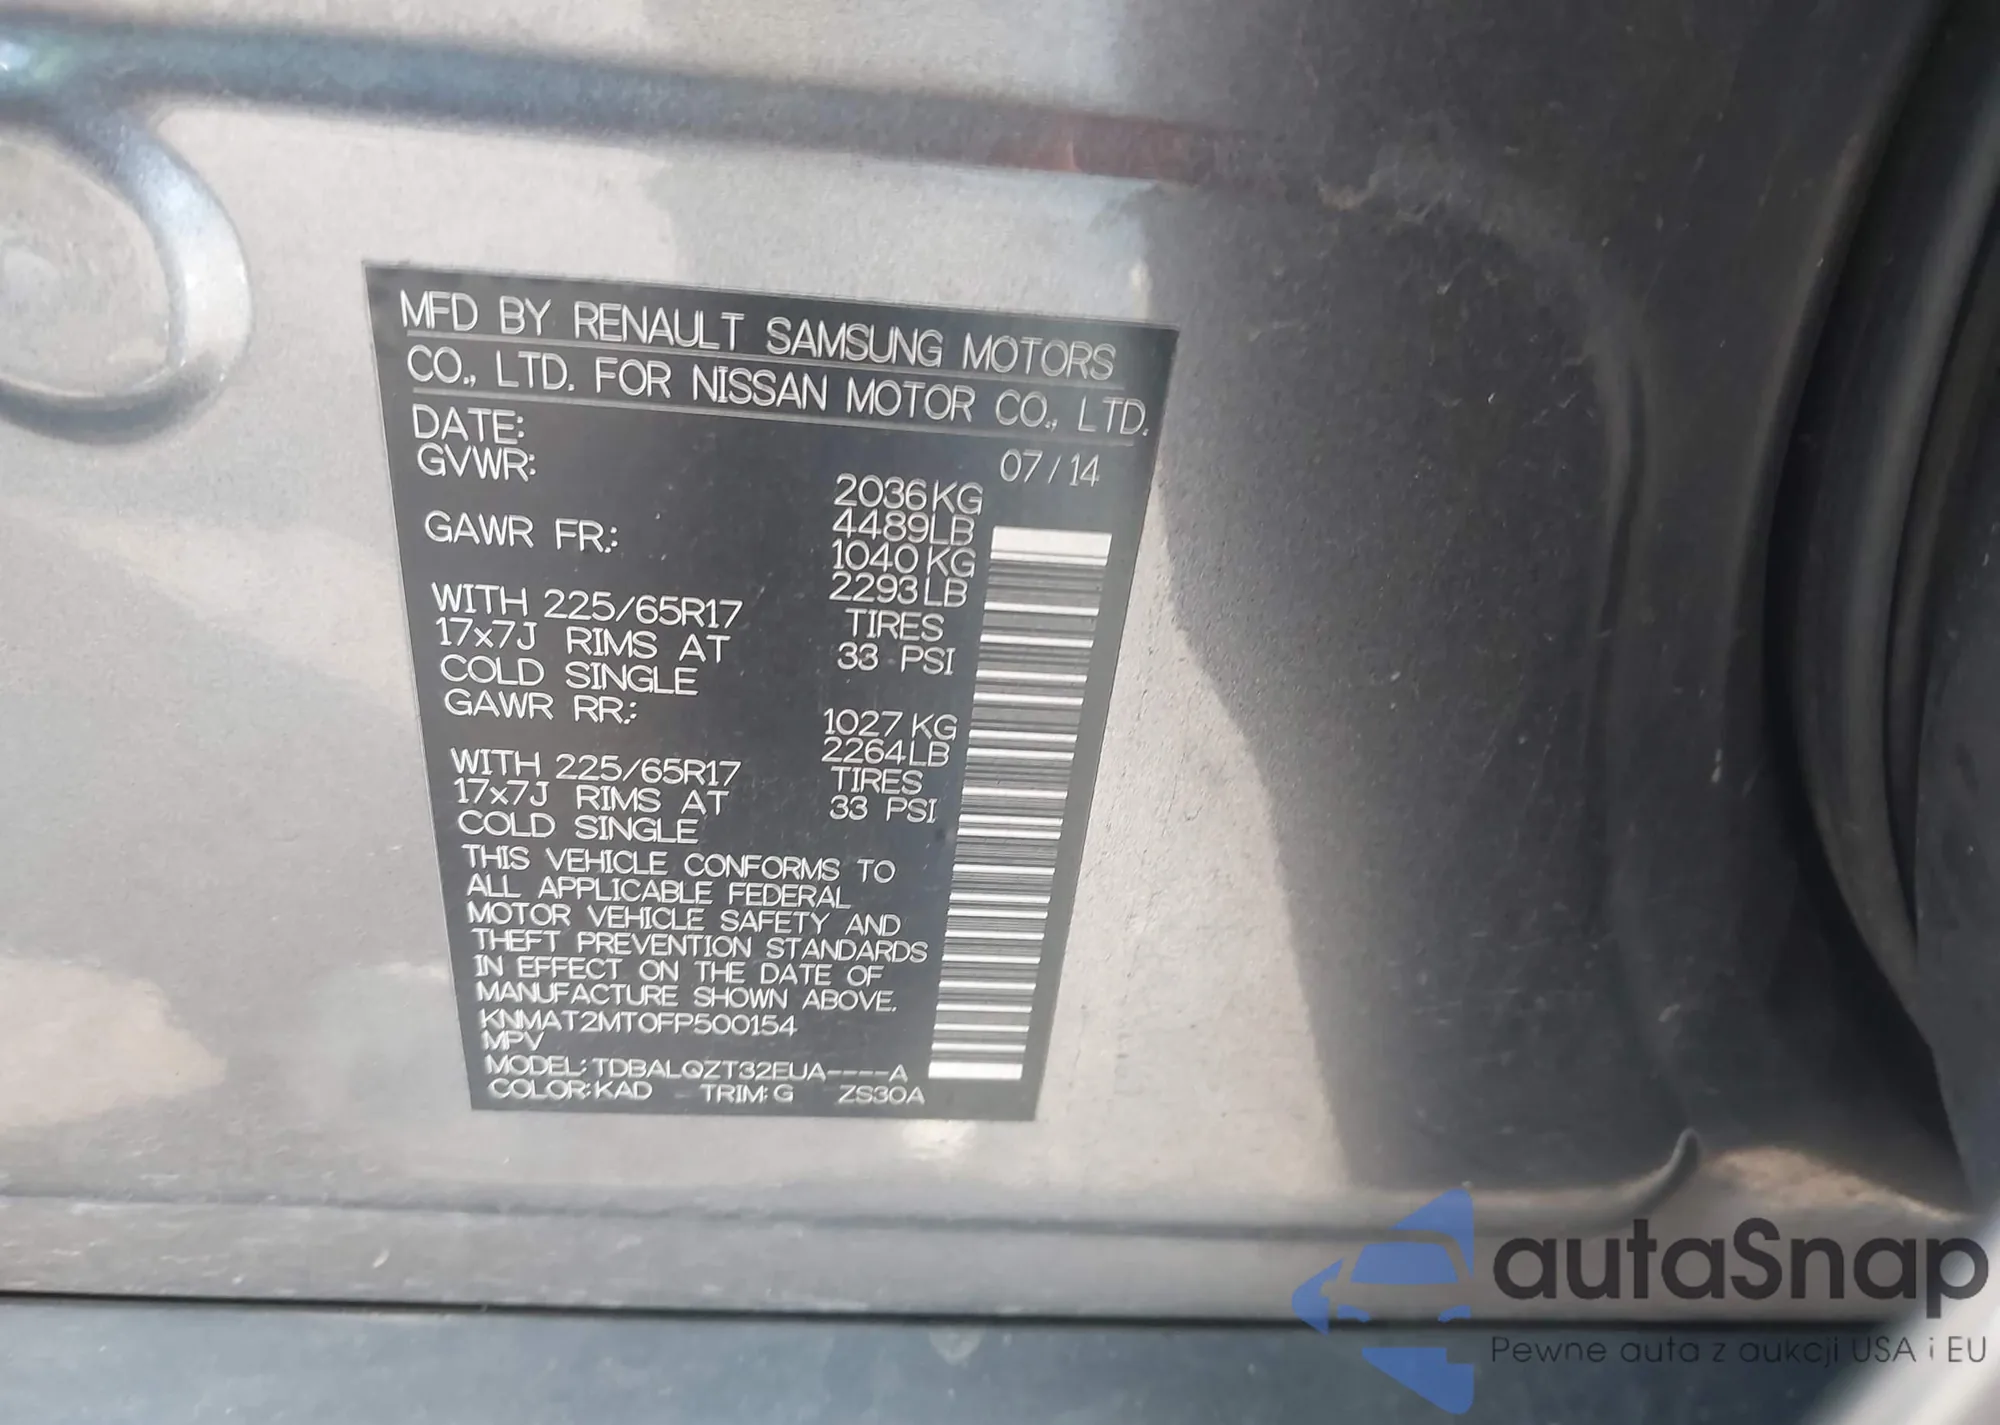 MFD BY RENAULT SAMSUNG MOTORS
CO., LTD. FOR NISSAN MOTOR CO., LTD.
DATE: 07/14
GVWR: 2036KG
4489LB
GAWR FR.: 1040KG
2293LB
WITH 225/65R17 TIRES
17x7J RIMS AT 33 PSI
COLD SINGLE
GAWR RR.: 1027KG
2264LB
WITH 225/65R17 TIRES
17x7J RIMS AT 33 PSI
COLD SINGLE
THIS VEHICLE CONFORMS TO
ALL APPLICABLE FEDERAL
MOTOR VEHICLE SAFETY AND
THEFT PREVENTION STANDARDS
IN EFFECT ON THE DATE OF
MANUFACTURE SHOWN ABOVE.
KNMAT2MT0FP500154
MPV
MODEL:TDBALQZT32EUA----A
COLOR:KAD TRIM:G ZS30A
autaSnap
Pewne auta z aukcji USA i EU